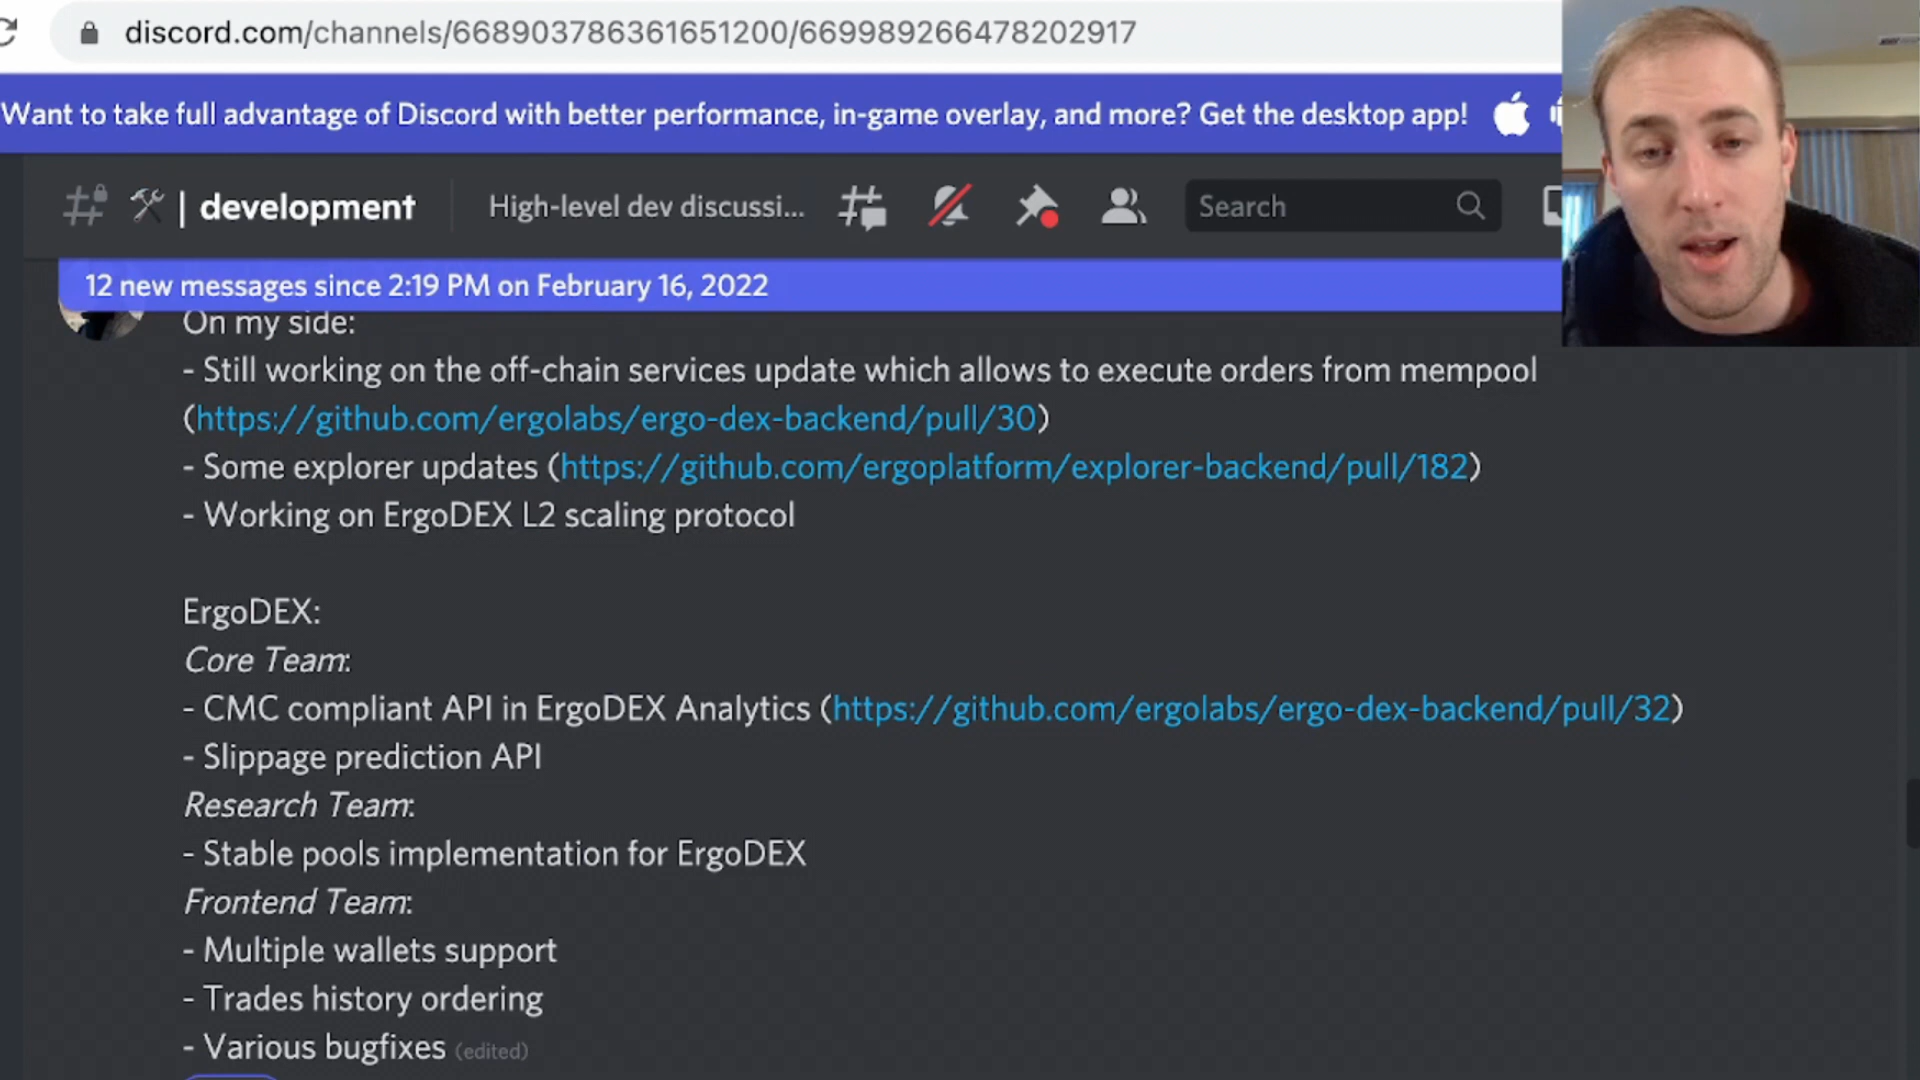 discord.com/channels/668903786361651200/669989266478202917
Want to take full advantage of Discord with better performance, in-game overlay, and more? Get the desktop app!
| development
High-level dev discussi...
Search
12 new messages since 2:19 PM on February 16, 2022
On my side:
- Still working on the off-chain services update which allows to execute orders from mempool
(https://github.com/ergolabs/ergo-dex-backend/pull/30)
- Some explorer updates (https://github.com/ergoplatform/explorer-backend/pull/182)
- Working on ErgoDEX L2 scaling protocol
ErgoDEX:
Core Team:
- CMC compliant API in ErgoDEX Analytics (https://github.com/ergolabs/ergo-dex-backend/pull/32)
- Slippage prediction API
Research Team:
- Stable pools implementation for ErgoDEX
Frontend Team:
- Multiple wallets support
- Trades history ordering
- Various bugfixes (edited)